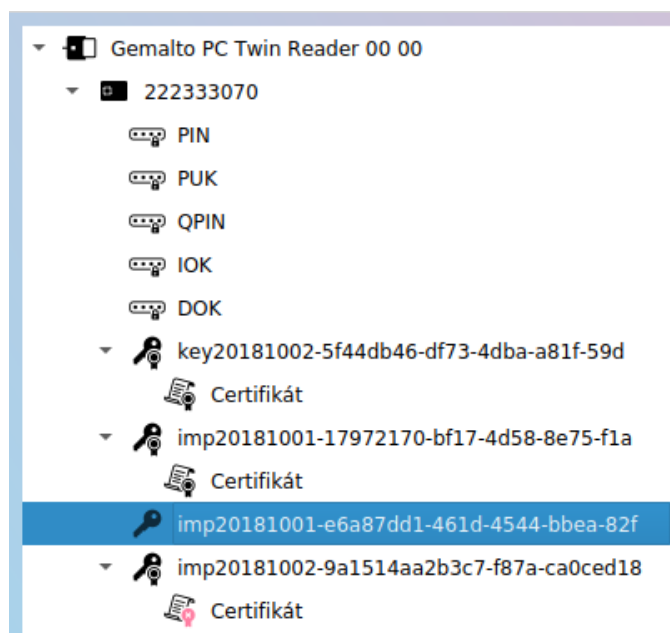 Gemalto PC Twin Reader 00 00
222333070
PIN
PUK
QPIN
IOK
DOK
key20181002-5f44db46-df73-4dba-a81f-59d
Certifikát
imp20181001-17972170-bf17-4d58-8e75-f1a
Certifikát
imp20181001-e6a87dd1-461d-4544-bbea-82f
imp20181002-9a1514aa2b3c7-f87a-ca0ced18
Certifikát